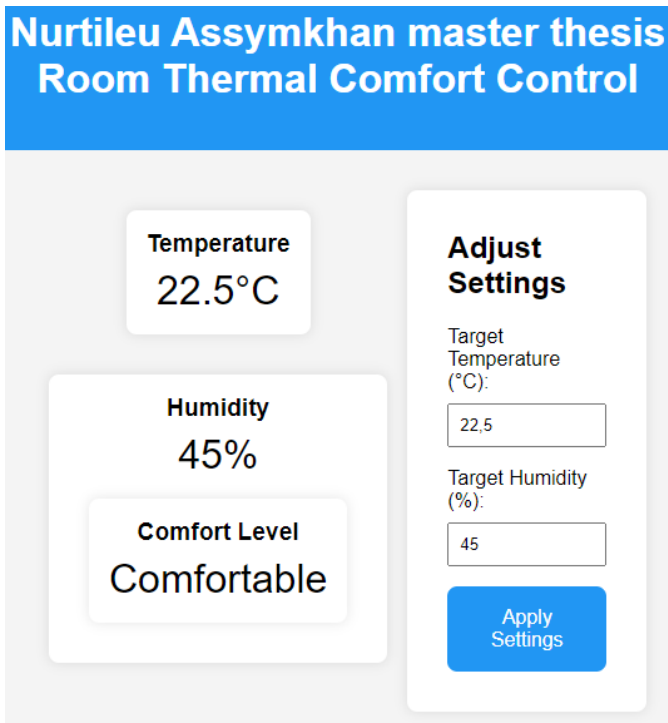 Nurtileu Assymkhan master thesis
Room Thermal Comfort Control
Temperature
22.5°C
Humidity
45%
Comfort Level
Comfortable
Adjust
Settings
Target
Temperature
(°C):
22,5
Target Humidity
(%):
45
Apply
Settings